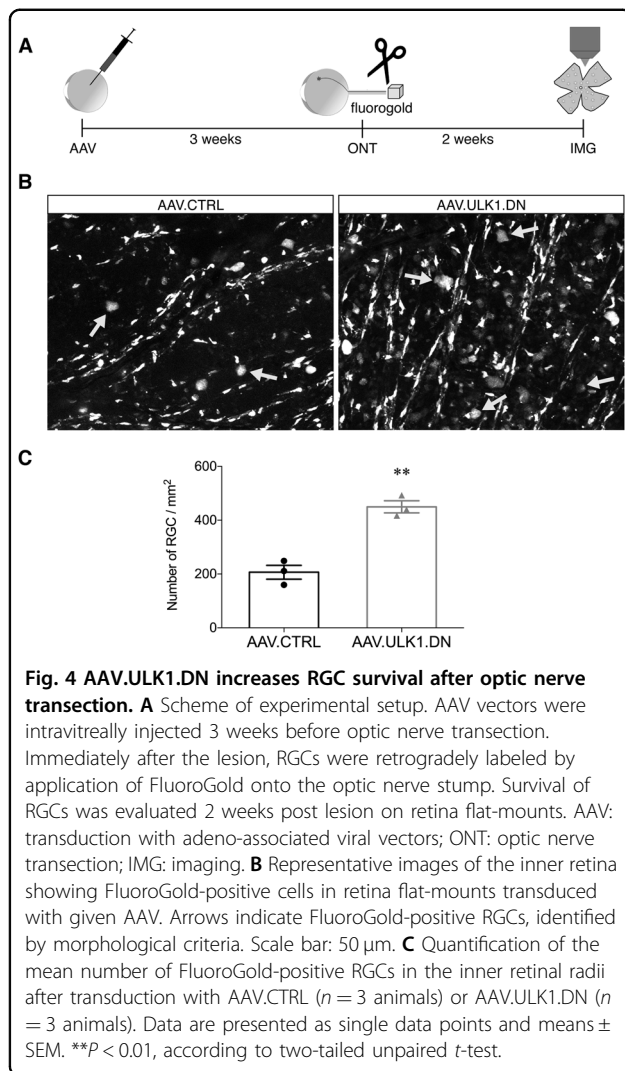 A
fluorogold
3 weeks
2 weeks
AAV
ONT
IMG
B
AAV.CTRL
AAV.ULK1.DN
C
Number of RGC / mm²
600
400
200
0
**
AAV.CTRL
AAV.ULK1.DN
Fig. 4 AAV.ULK1.DN increases RGC survival after optic nerve
transection. A Scheme of experimental setup. AAV vectors were
intravitreally injected 3 weeks before optic nerve transection.
Immediately after the lesion, RGCs were retrogradely labeled by
application of FluoroGold onto the optic nerve stump. Survival of
RGCs was evaluated 2 weeks post lesion on retina flat-mounts. AAV:
transduction with adeno-associated viral vectors; ONT: optic nerve
transection; IMG: imaging. B Representative images of the inner retina
showing FluoroGold-positive cells in retina flat-mounts transduced
with given AAV. Arrows indicate FluoroGold-positive RGCs, identified
by morphological criteria. Scale bar: 50 µm. C Quantification of the
mean number of FluoroGold-positive RGCs in the inner retinal radii
after transduction with AAV.CTRL (n = 3 animals) or AAV.ULK1.DN (n
= 3 animals). Data are presented as single data points and means ±
SEM. **P < 0.01, according to two-tailed unpaired t-test.